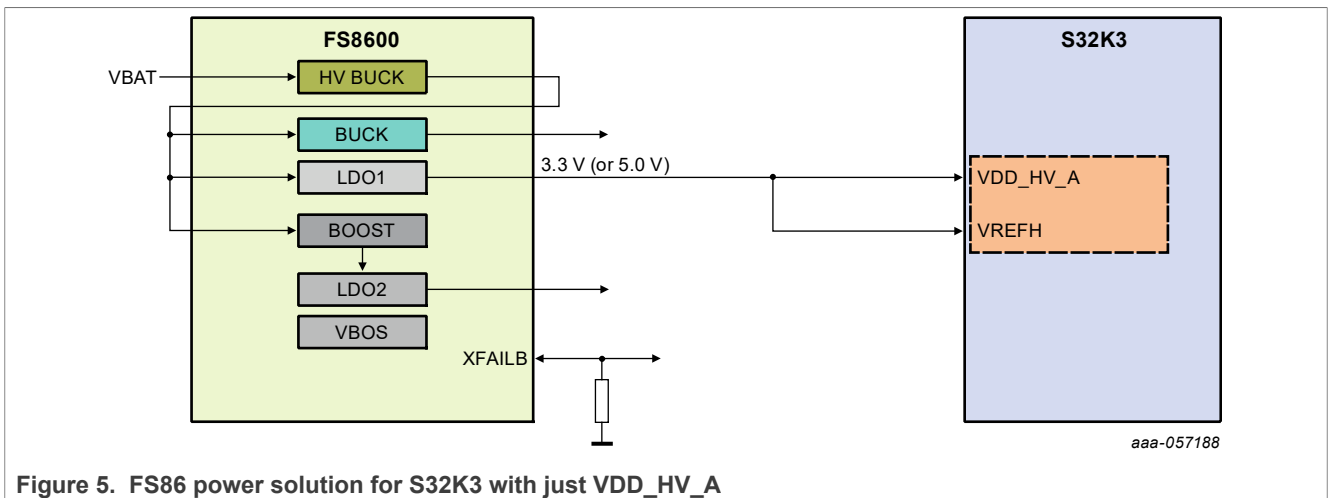 FS8600
S32K3
VBAT
HV BUCK
BUCK
3.3 V (or 5.0 V)
LDO1
VDD_HV_A
BOOST
VREFH
LDO2
VBOS
XFAILB
aaa-057188
Figure 5. FS86 power solution for S32K3 with just VDD_HV_A